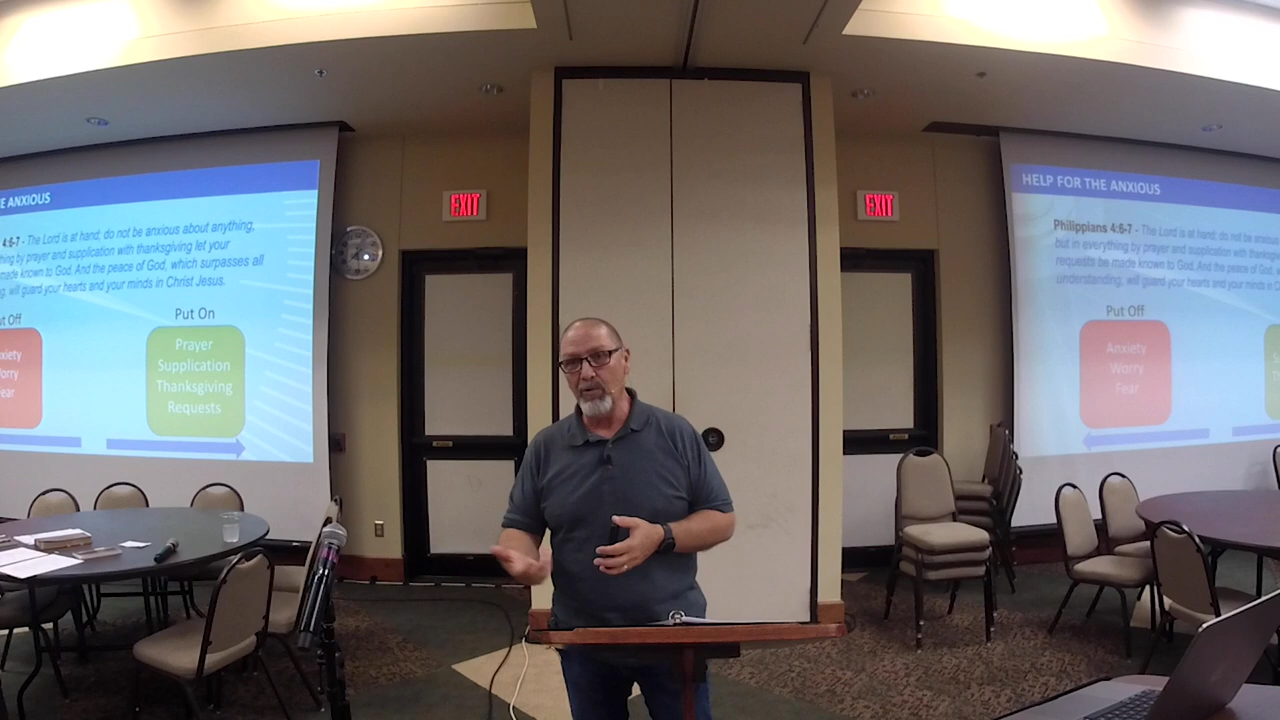 E ANXIOUS
4:6-7 - The Lord is at hand; do not be anxious about anything,
thing by prayer and supplication with thanksgiving let your
made known to God. And the peace of God, which surpasses all
ng, will guard your hearts and your minds in Christ Jesus.
ut Off
Put On
nxiety
orry
ear
Prayer
Supplication
Thanksgiving
Requests
EXIT
EXIT
HELP FOR THE ANXIOUS
Philippians 4:6-7 - The Lord is at hand; do not be anxious
but in everything by prayer and supplication with thanksgi
requests be made known to God. And the peace of God, w
understanding, will guard your hearts and your minds in C
Put Off
Anxiety
Worry
Fear